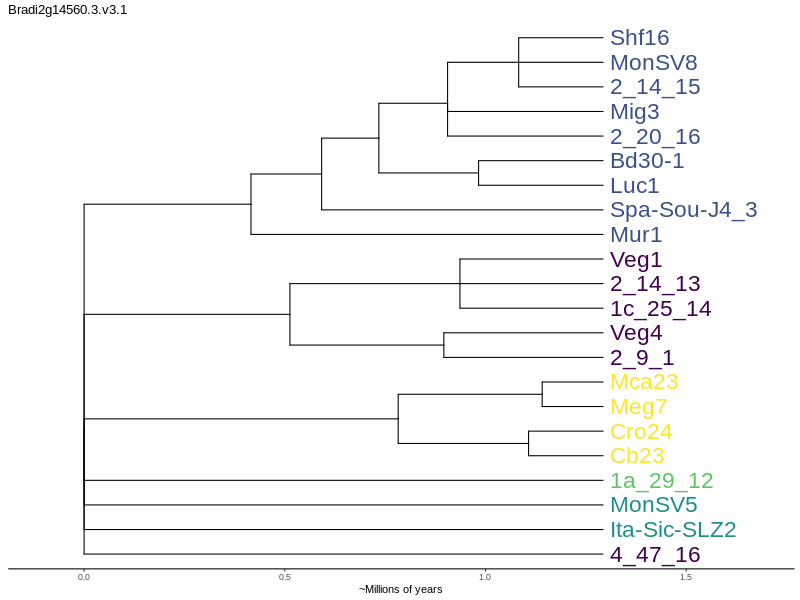 Bradi2g14560.3.v3.1
Shf16
MonSV8
2_14_15
Mig3
2_20_16
Bd30-1
Luc1
Spa-Sou-J4_3
Mur1
Veg1
2_14_13
1c_25_14
Veg4
2_9_1
Mca23
Meg7
Cro24
Cb23
1a_29_12
MonSV5
Ita-Sic-SLZ2
4_47_16
0.0 0.5 1.0 1.5
~Millions of years